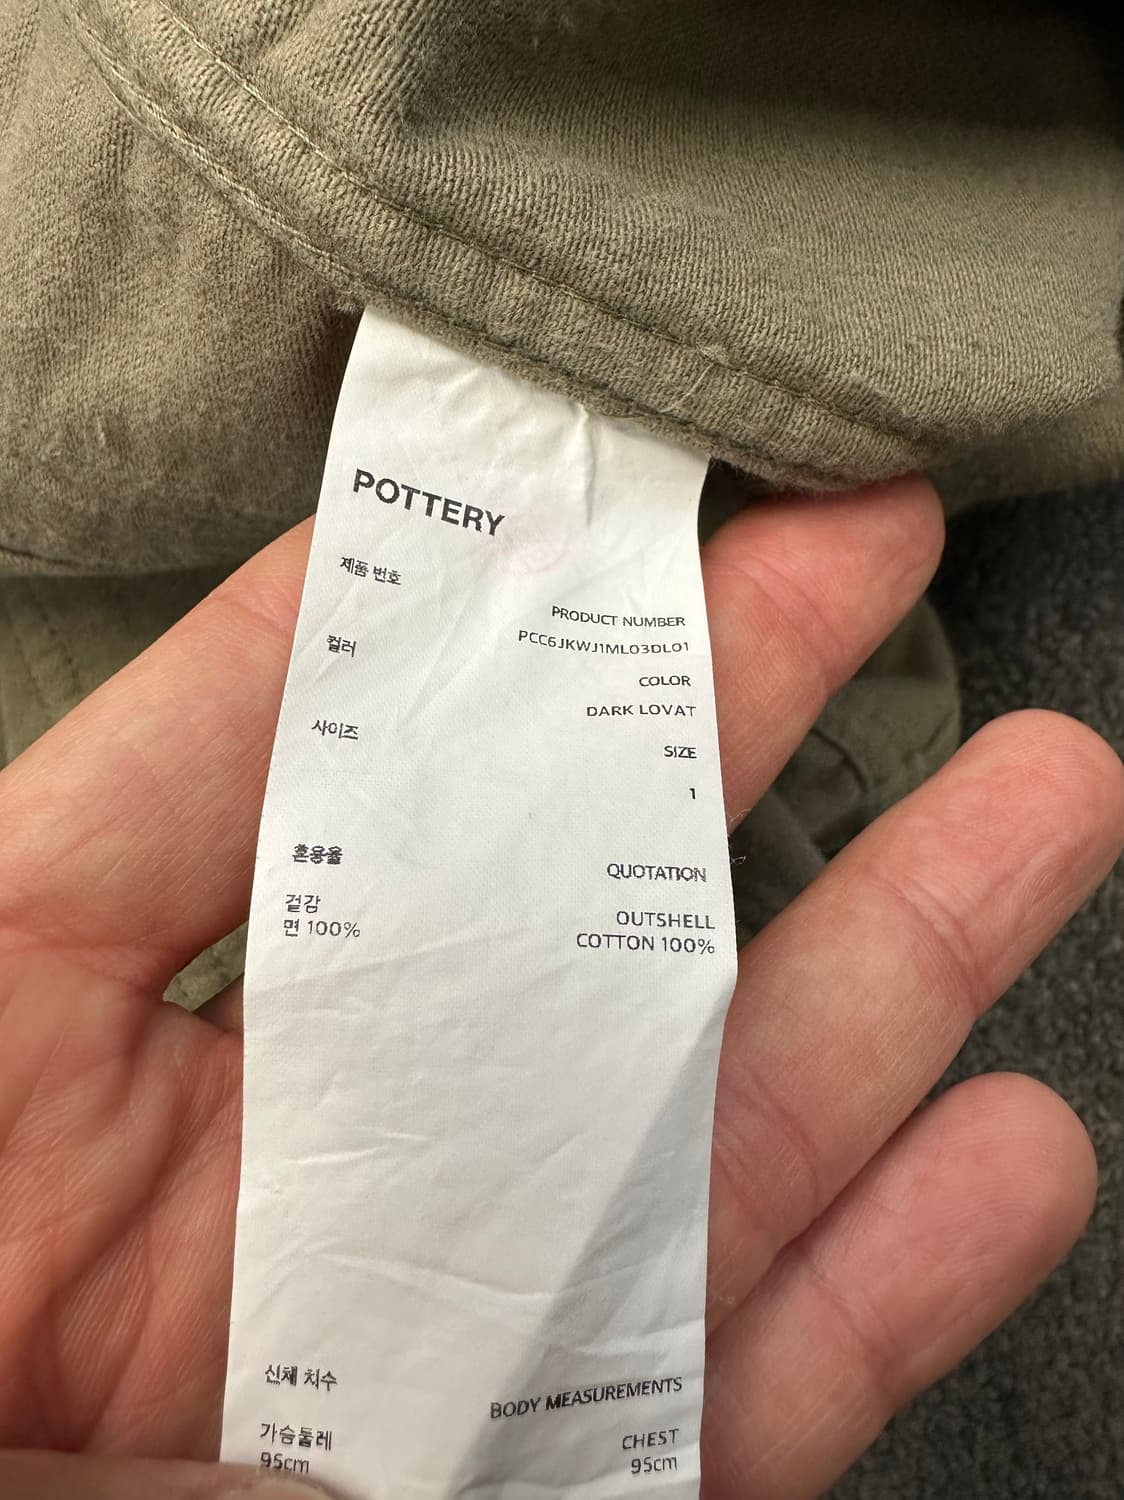 POTTERY
제품 번호
PRODUCT NUMBER
PCC6JKWJ1ML03DL01
컬러
COLOR
DARK LOVAT
사이즈
SIZE
1
혼용율
QUOTATION
겉감
OUTSHELL
면 100%
COTTON 100%
신체 치수
BODY MEASUREMENTS
가슴둘레
CHEST
95cm
95cm